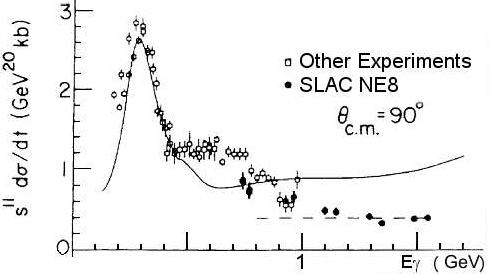 3
2
1
0
s¹¹ dσ/dt (GeV²⁰ kb)
Other Experiments
SLAC NE8
θc.m. = 90°
1
Eγ ( GeV)